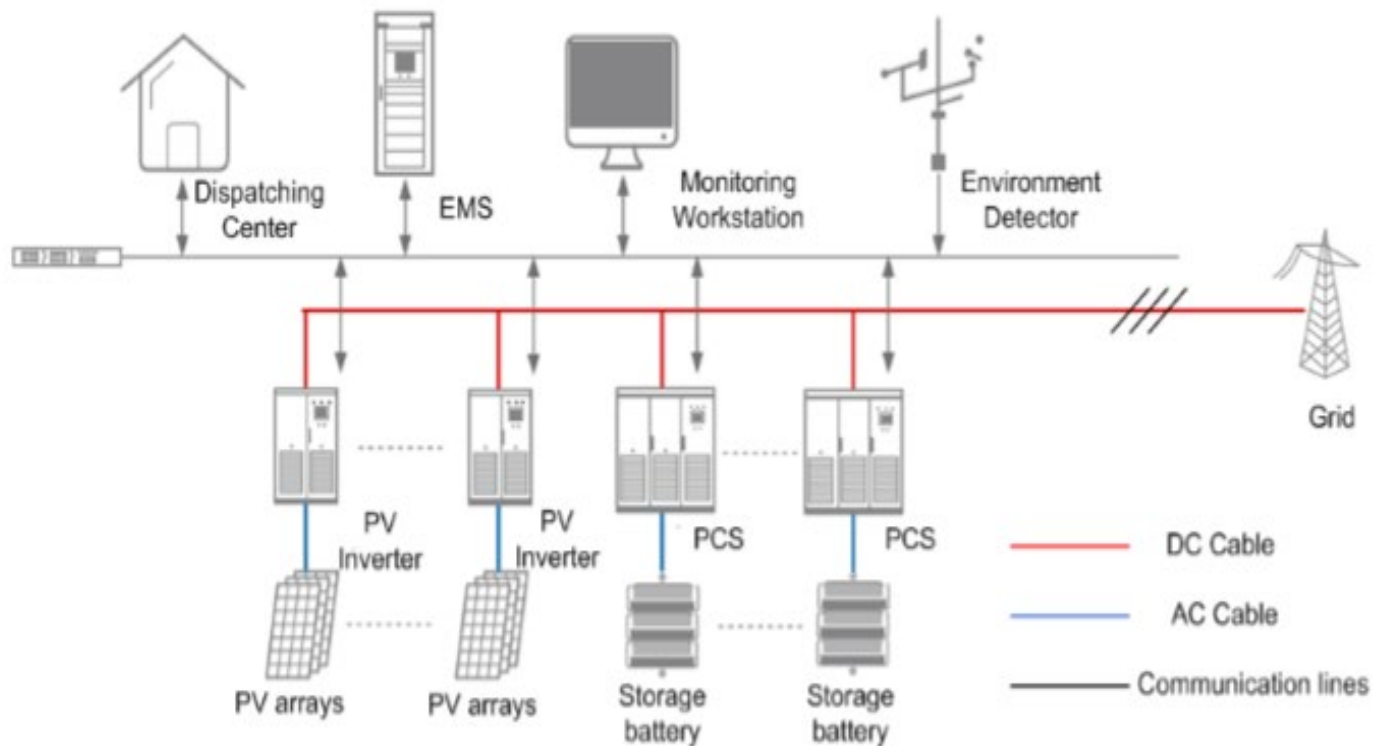 Dispatching
Center
EMS
Monitoring
Workstation
Environment
Detector
Grid
PV
Inverter
PV
Inverter
PCS
PCS
DC Cable
AC Cable
Communication lines
PV arrays
PV arrays
Storage
battery
Storage
battery